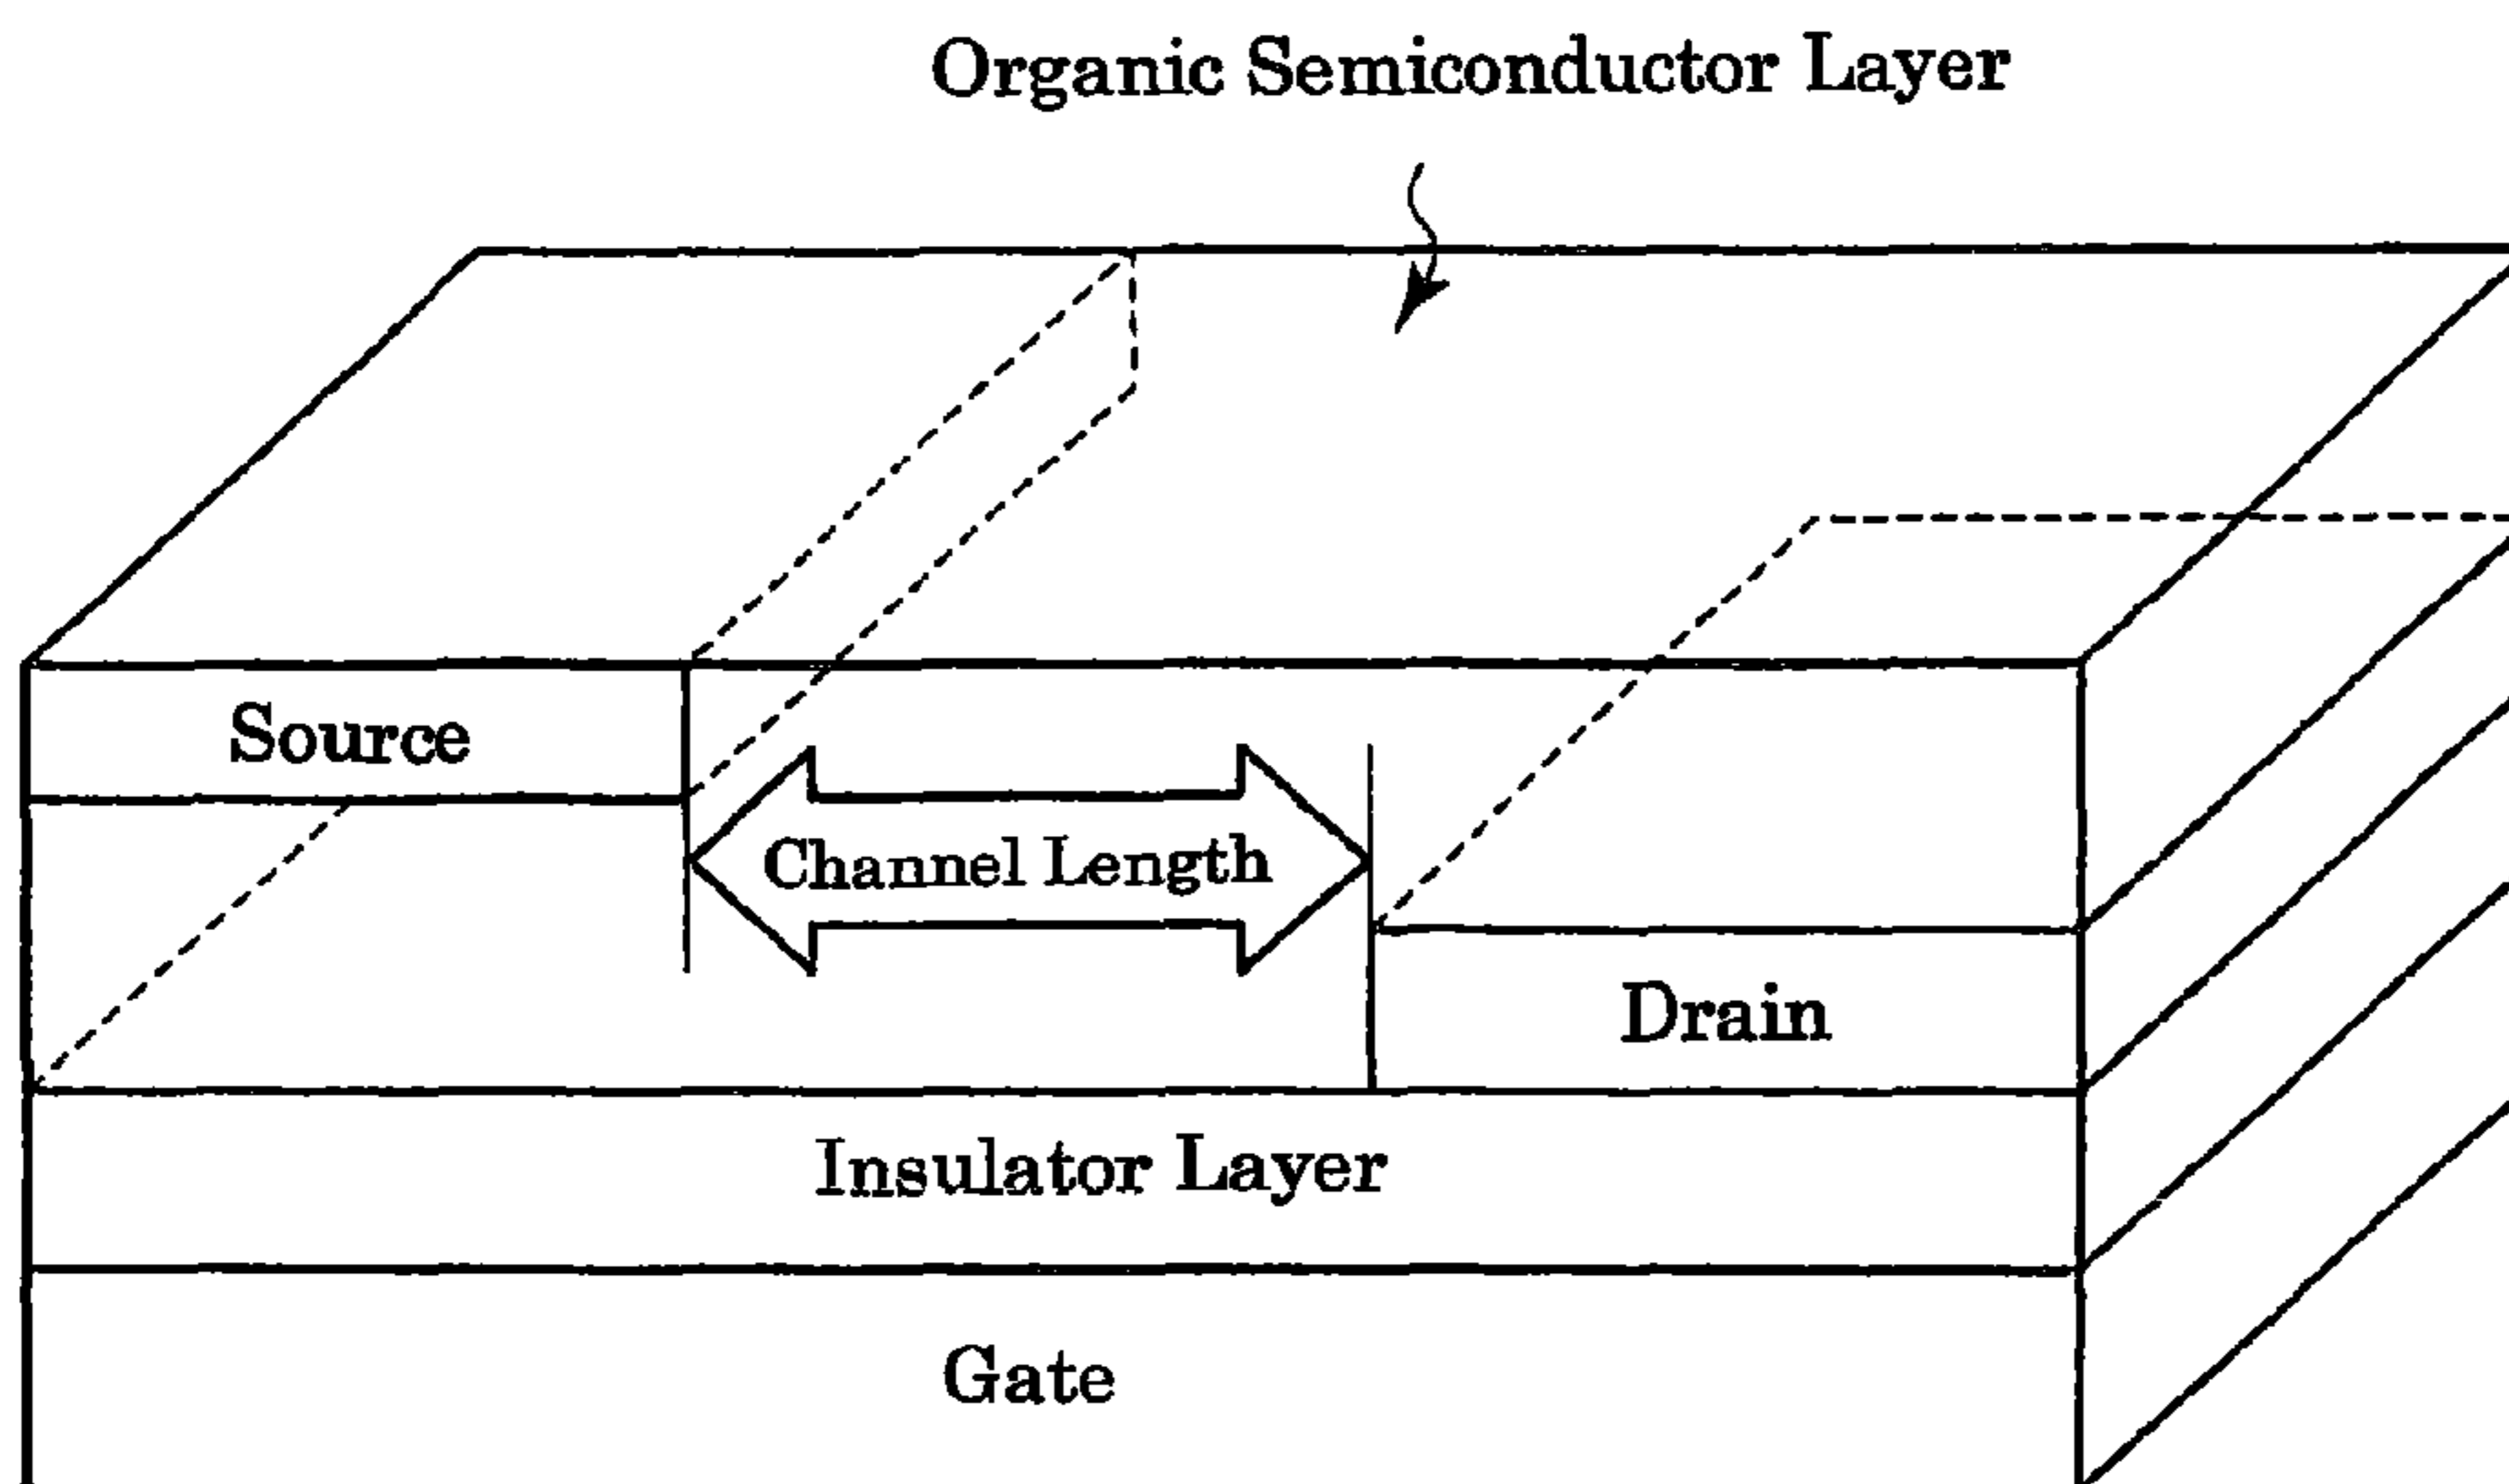 Organic Semiconductor Layer
Source
Channel Length
Drain
Insulator Layer
Gate